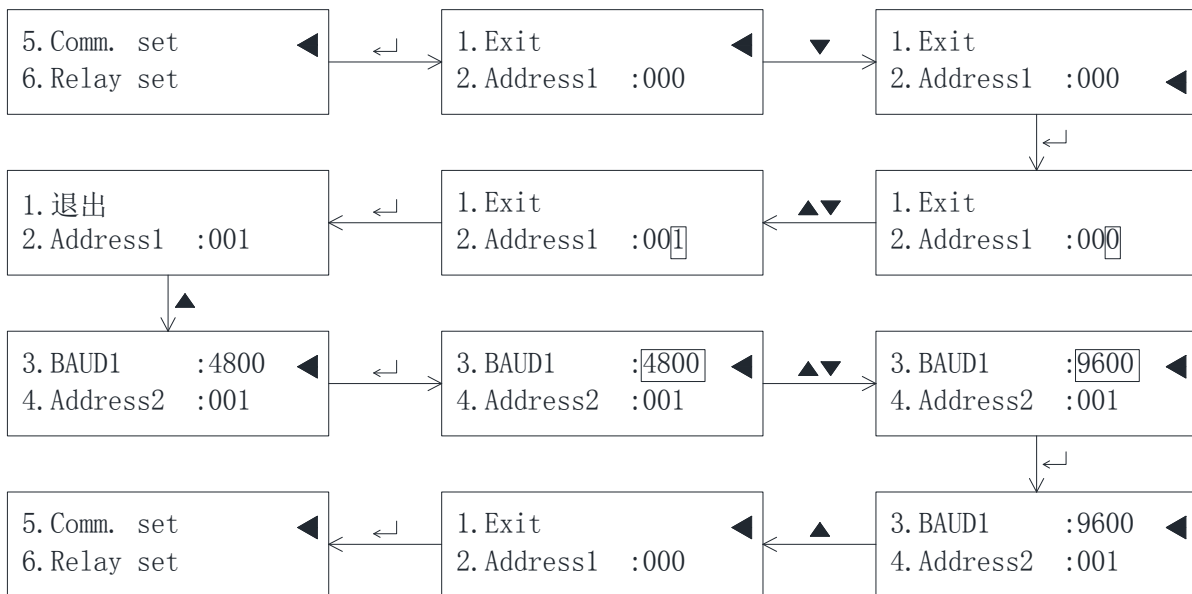 5.Comm. set
6.Relay set
1.Exit
2.Address1 :000
1.Exit
2.Address1 :000
1.退出
2.Address1 :001
1.Exit
2.Address1 :001
1.Exit
2.Address1 :000
3.BAUD1 :4800
4.Address2 :001
3.BAUD1 :4800
4.Address2 :001
3.BAUD1 :9600
4.Address2 :001
5.Comm. set
6.Relay set
1.Exit
2.Address1 :000
3.BAUD1 :9600
4.Address2 :001